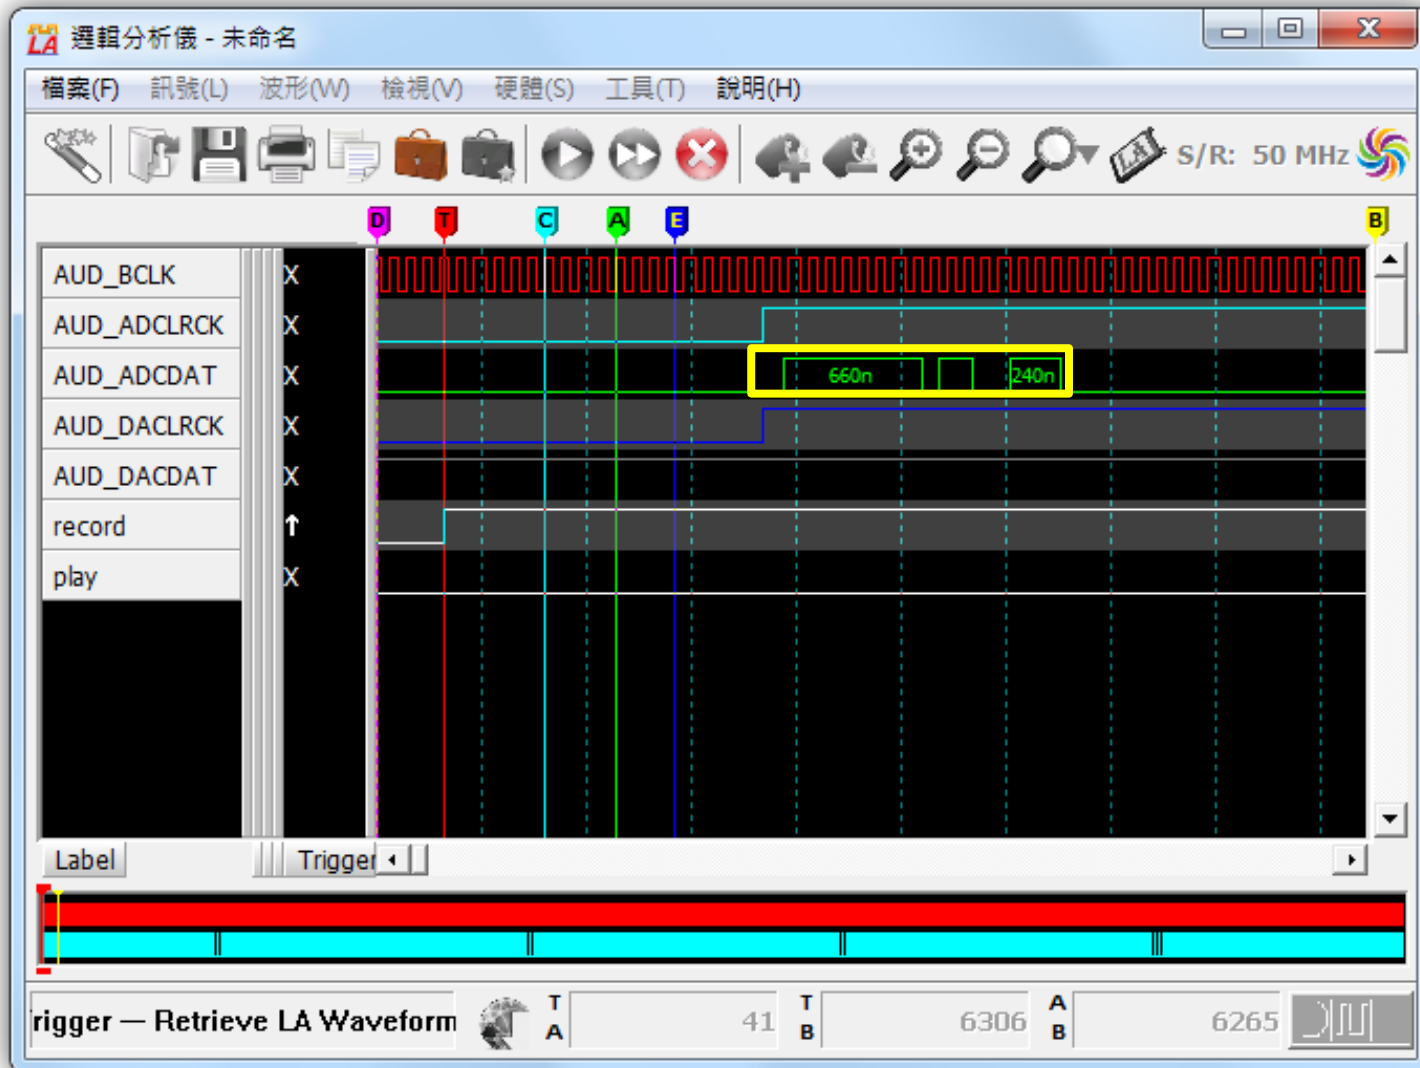 LA 邏輯分析儀 - 未命名
檔案(F) 訊號(L) 波形(W) 檢視(V) 硬體(S) 工具(T) 說明(H)
LAI S/R: 50 MHz
D T C A E B
AUD_BCLK X
AUD_ADCLRCK X
AUD_ADCDAT X 660n 240n
AUD_DACLRCK X
AUD_DACDAT X
record ↑
play X
Label Trigger
rigger — Retrieve LA Waveform T A 41 T B 6306 A B 6265